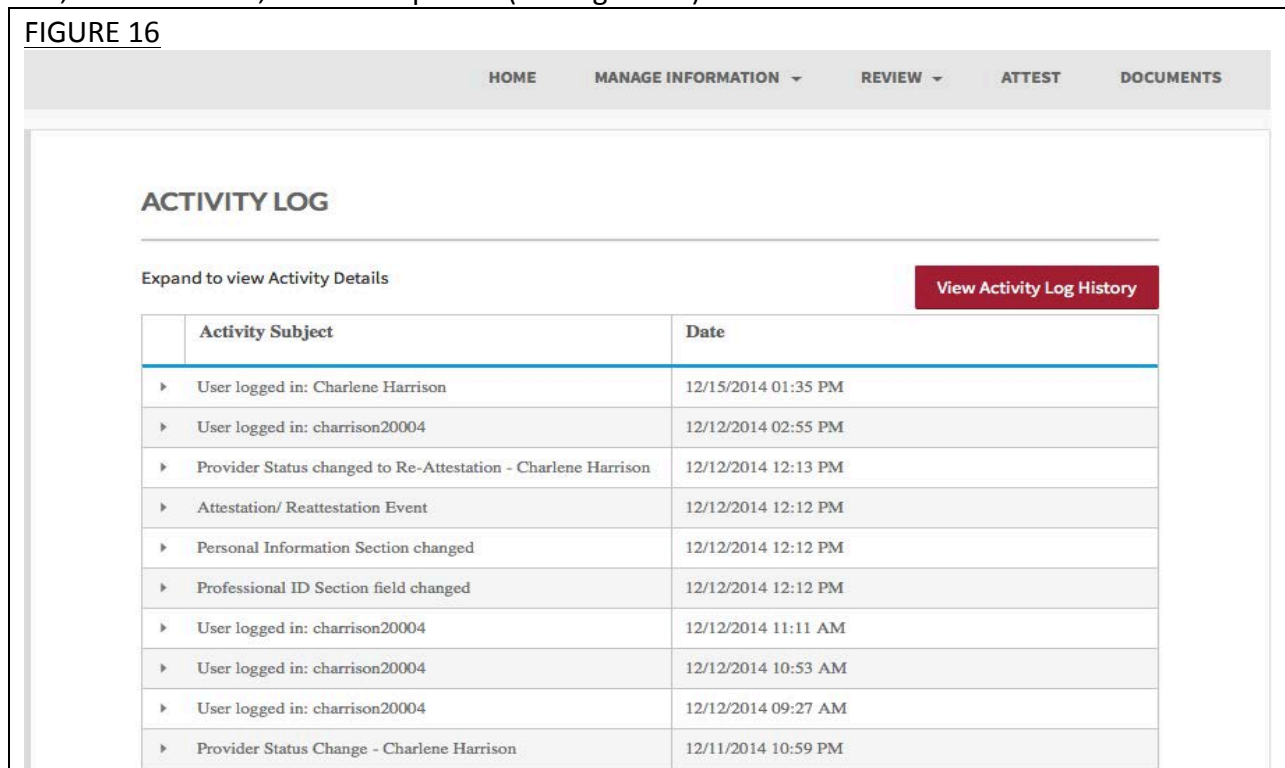 FIGURE 16
HOME MANAGE INFORMATION REVIEW ATTEST DOCUMENTS
ACTIVITY LOG
Expand to view Activity Details
View Activity Log History
Activity Subject Date
User logged in: Charlene Harrison 12/15/2014 01:35 PM
User logged in: charrison20004 12/12/2014 02:55 PM
Provider Status changed to Re-Attestation - Charlene Harrison 12/12/2014 12:13 PM
Attestation/ Reattestation Event 12/12/2014 12:12 PM
Personal Information Section changed 12/12/2014 12:12 PM
Professional ID Section field changed 12/12/2014 12:12 PM
User logged in: charrison20004 12/12/2014 11:11 AM
User logged in: charrison20004 12/12/2014 10:53 AM
User logged in: charrison20004 12/12/2014 09:27 AM
Provider Status Change - Charlene Harrison 12/11/2014 10:59 PM